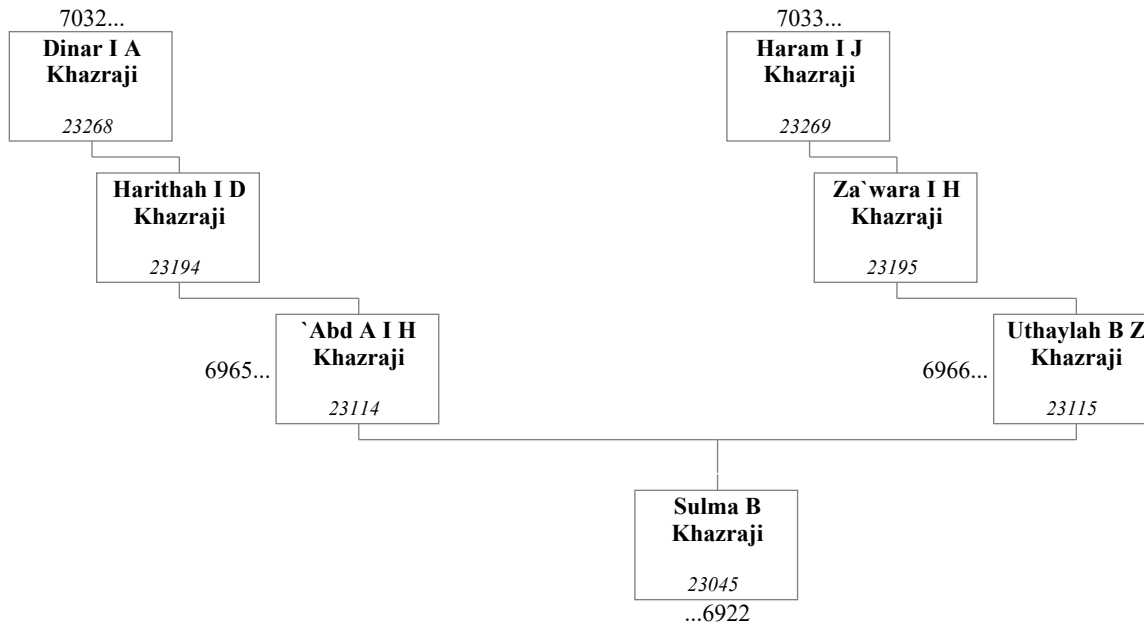 7032...
Dinar I A
Khazraji
23268
7033...
Haram I J
Khazraji
23269
Harithah I D
Khazraji
23194
Za`wara I H
Khazraji
23195
`Abd A I H
Khazraji
23114
6965...
Uthaylah B Z
Khazraji
23115
6966...
Sulma B
Khazraji
23045
...6922